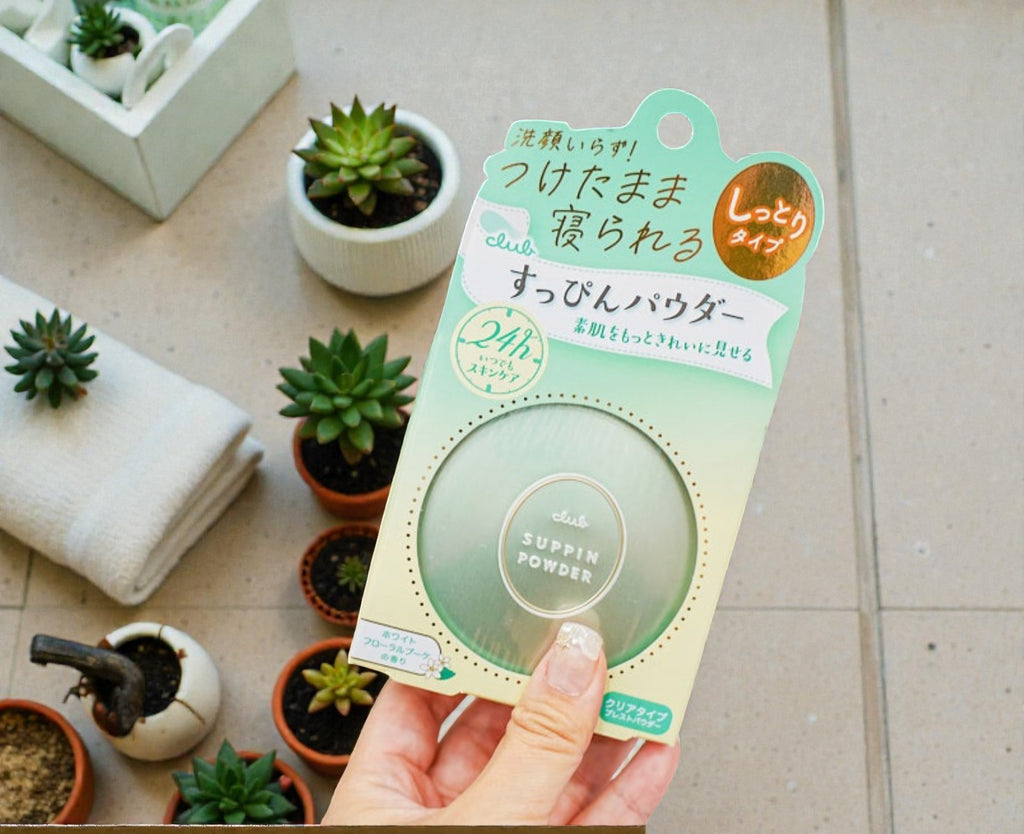 洗顔いらず!
つけたまま
寝られる
しっとり
タイプ
club
すっぴんパウダー
素肌をもっときれいに見せる
24h
いつでも
スキンケア
club
SUPPIN
POWDER
ホワイト
フローラルブーケ
の香り
クリアタイプ
プレストパウダー